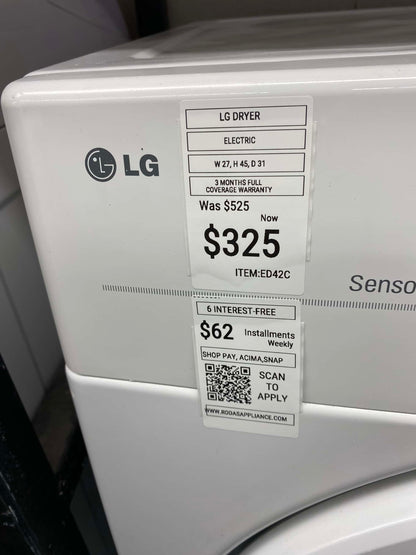 LG DRYER
ELECTRIC
W 27, H 45, D 31
3 MONTHS FULL
COVERAGE WARRANTY
LG
Was $525
Now
$325
ITEM:ED42C
Senso
6 INTEREST-FREE
$62 Installments
Weekly
SHOP PAY, ACIMA,SNAP
SCAN
TO
APPLY
WWW.RODASAPPLIANCE.COM